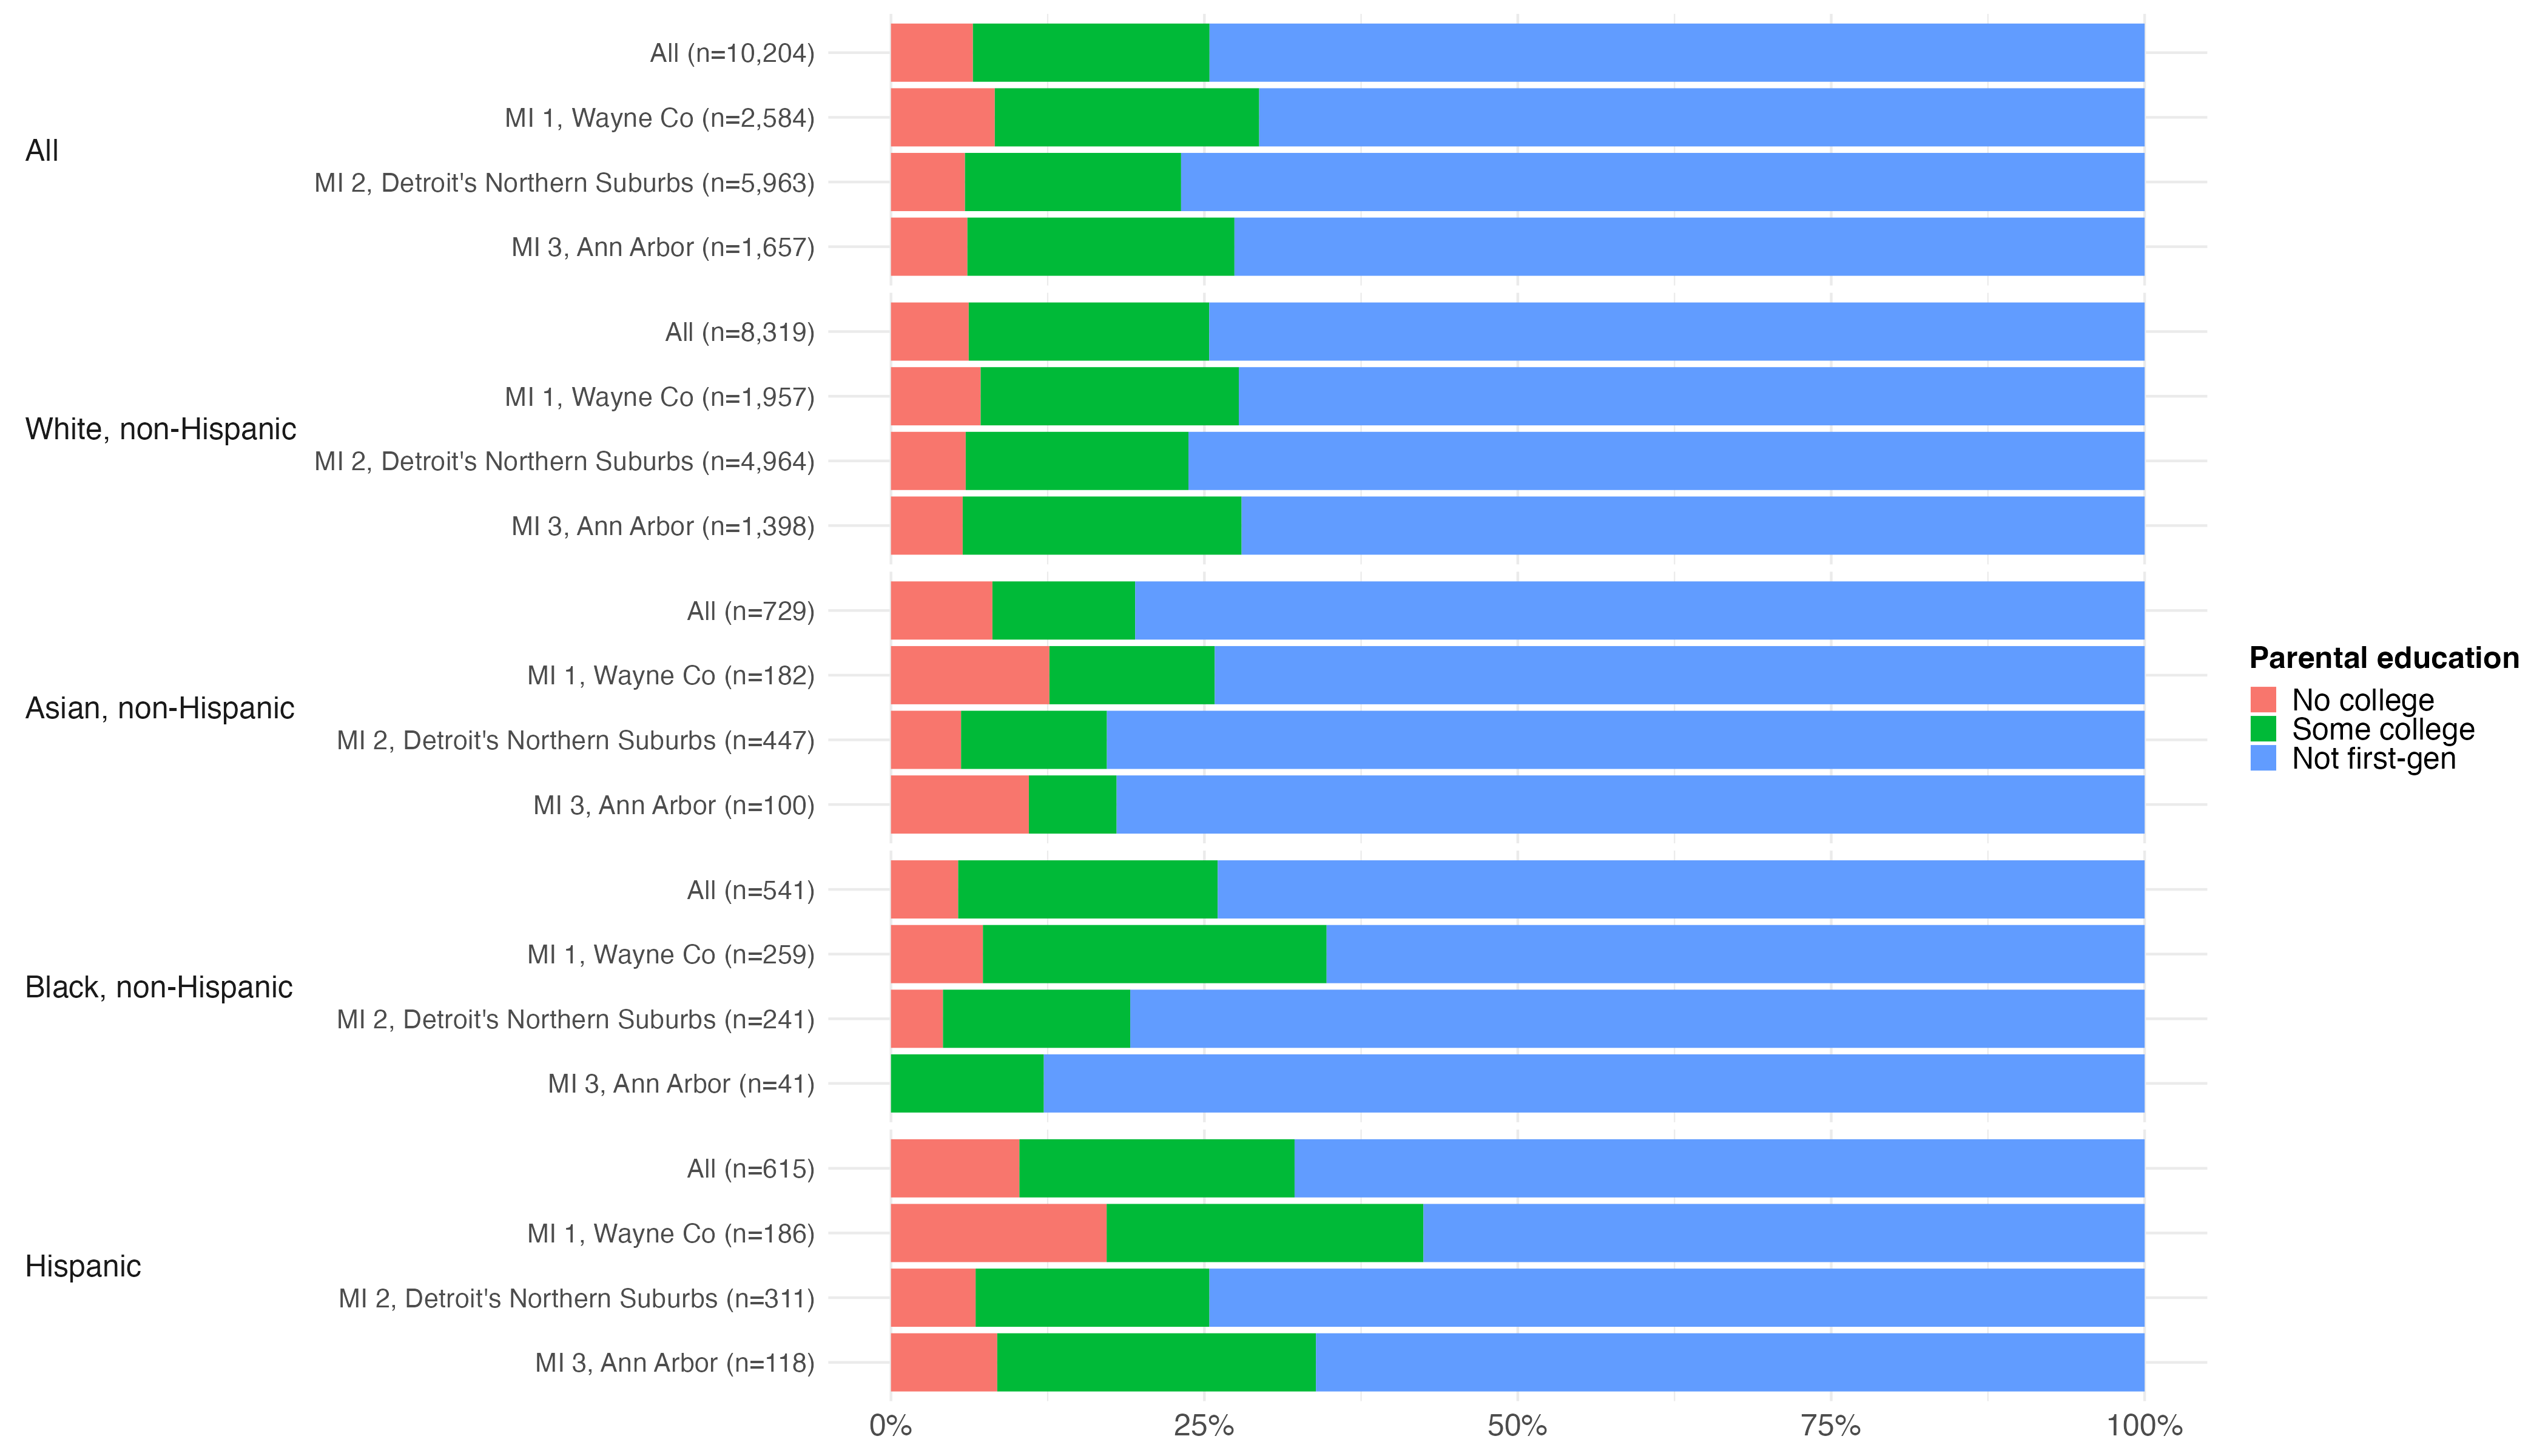 All
All (n=10,204)
MI 1, Wayne Co (n=2,584)
MI 2, Detroit's Northern Suburbs (n=5,963)
MI 3, Ann Arbor (n=1,657)
White, non-Hispanic
All (n=8,319)
MI 1, Wayne Co (n=1,957)
MI 2, Detroit's Northern Suburbs (n=4,964)
MI 3, Ann Arbor (n=1,398)
Asian, non-Hispanic
All (n=729)
MI 1, Wayne Co (n=182)
MI 2, Detroit's Northern Suburbs (n=447)
MI 3, Ann Arbor (n=100)
Black, non-Hispanic
All (n=541)
MI 1, Wayne Co (n=259)
MI 2, Detroit's Northern Suburbs (n=241)
MI 3, Ann Arbor (n=41)
Hispanic
All (n=615)
MI 1, Wayne Co (n=186)
MI 2, Detroit's Northern Suburbs (n=311)
MI 3, Ann Arbor (n=118)
0% 25% 50% 75% 100%
Parental education
No college
Some college
Not first-gen